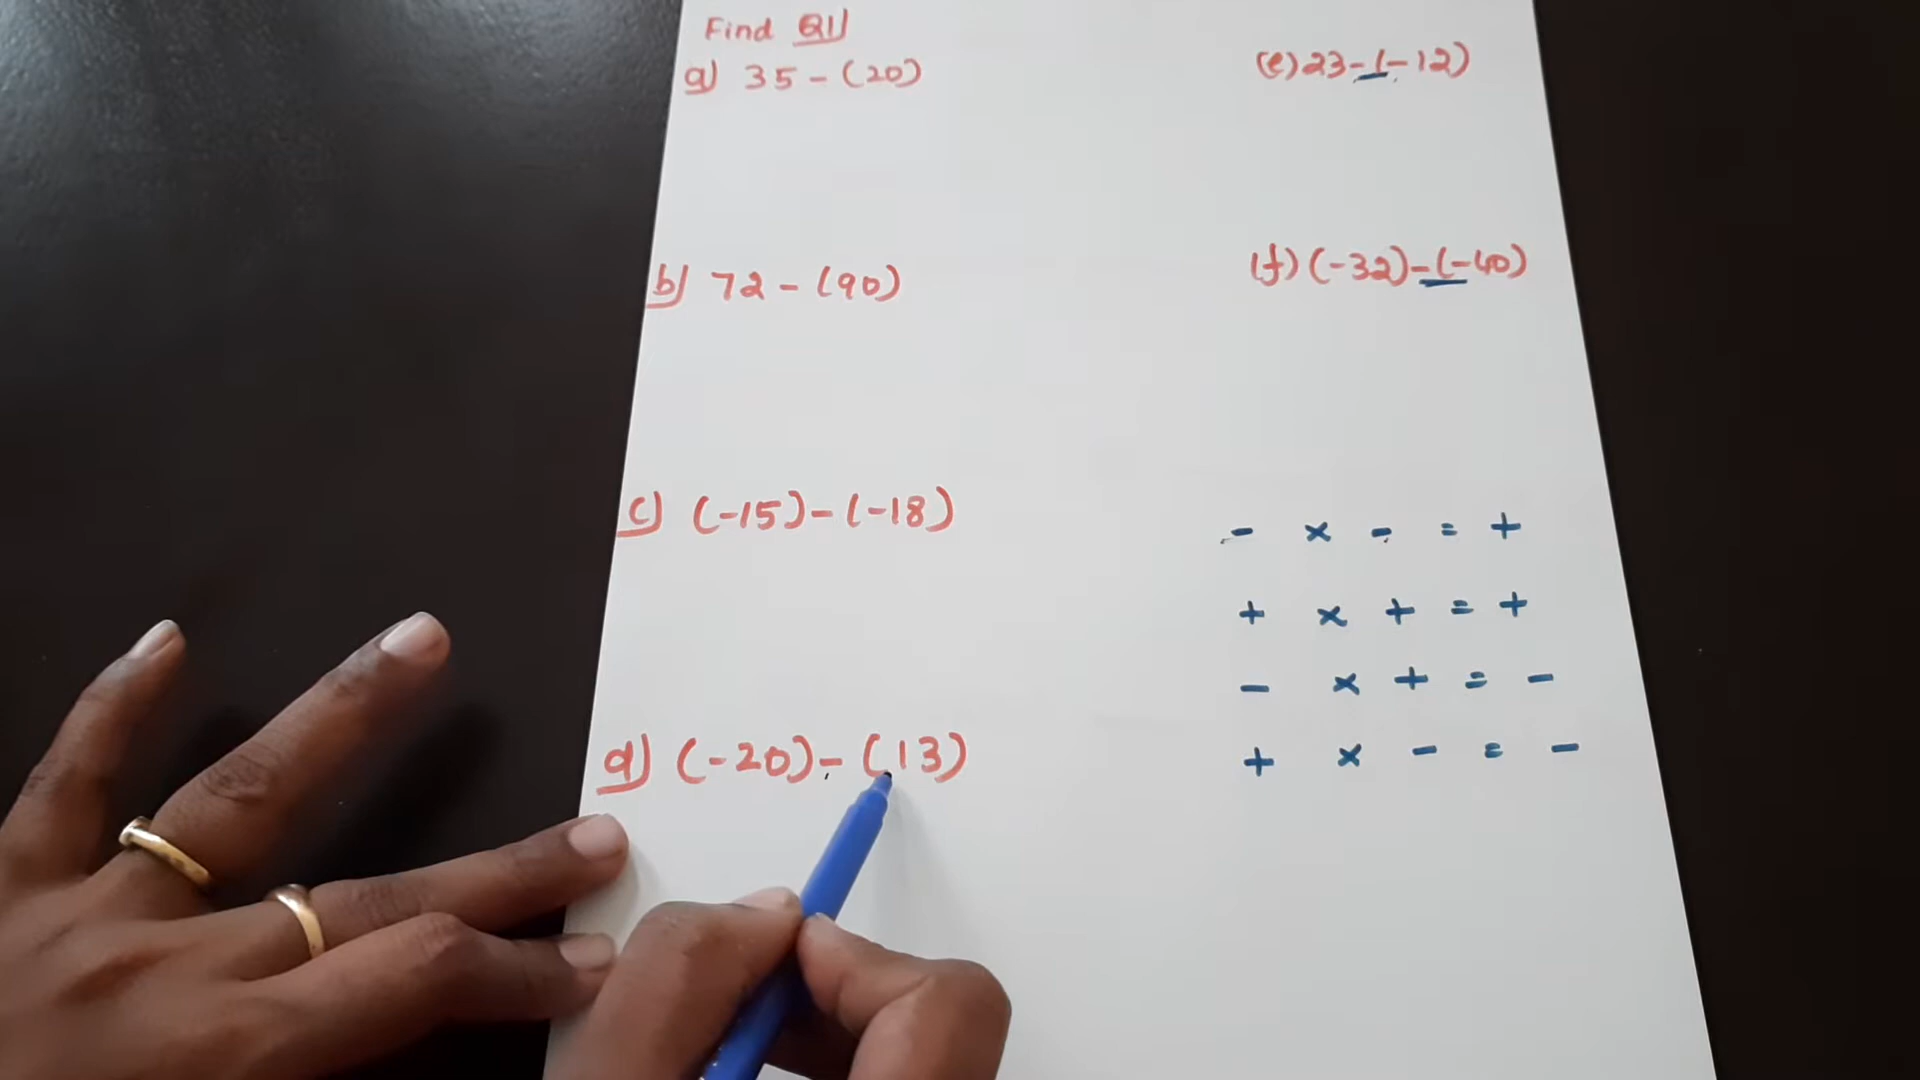 Find Q1)
a) 35 - (20)
b) 72 - (90)
c) (-15) - (-18)
d) (-20) - (13)
(e) 23 - (-12)
(f) (-32) - (-40)
- × - = +
+ × + = +
- × + = -
+ × - = -